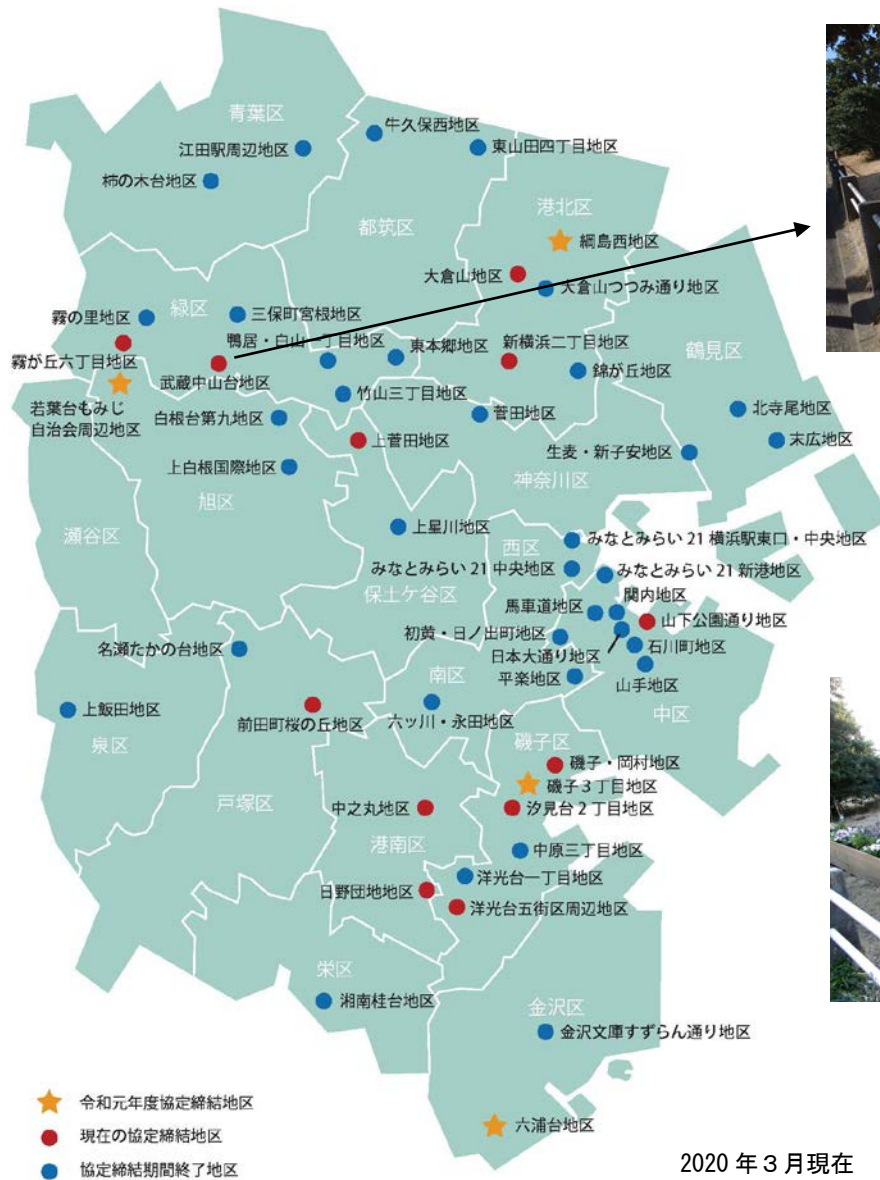 青葉区
牛久保西地区
江田駅周辺地区
東山田四丁目地区
柿の木台地区
港北区
都筑区
綱島西地区
大倉山地区
大倉山つつみ通り地区
緑区
霧の里地区
三保町宮根地区
鴨居・白山一丁目地区
東本郷地区
新横浜二丁目地区
鶴見区
霧が丘六丁目地区
武蔵中山台地区
錦が丘地区
竹山三丁目地区
若葉台もみじ
自治会周辺地区
白根台第九地区
菅田地区
北寺尾地区
上菅田地区
末広地区
生麦・新子安地区
上白根国際地区
神奈川区
旭区
瀬谷区
上星川地区
西区
みなとみらい21横浜駅東口・中央地区
みなとみらい21中央地区
みなとみらい21新港地区
保土ケ谷区
関内地区
馬車道地区
山下公園通り地区
初黄・日ノ出町地区
名瀬たかの台地区
石川町地区
日本大通り地区
南区
平楽地区
山手地区
上飯田地区
中区
前田町桜の丘地区
六ッ川・永田地区
泉区
磯子区
磯子・岡村地区
磯子3丁目地区
戸塚区
中之丸地区
汐見台2丁目地区
港南区
中原三丁目地区
洋光台一丁目地区
日野団地地区
洋光台五街区周辺地区
栄区
湘南桂台地区
金沢区
金沢文庫すずらん通り地区
令和元年度協定締結地区
六浦台地区
現在の協定締結地区
協定締結期間終了地区
2020年3月現在